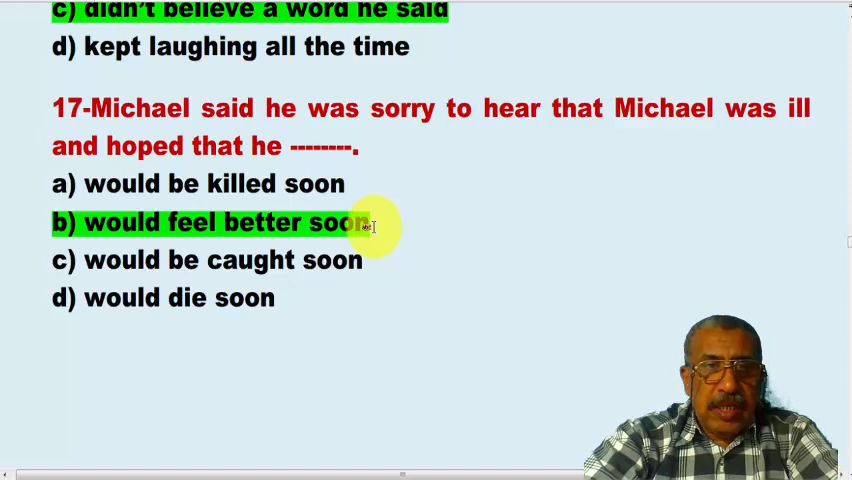 c) didn't believe a word he said
d) kept laughing all the time
17-Michael said he was sorry to hear that Michael was ill
and hoped that he --------.
a) would be killed soon
b) would feel better soon
c) would be caught soon
d) would die soon